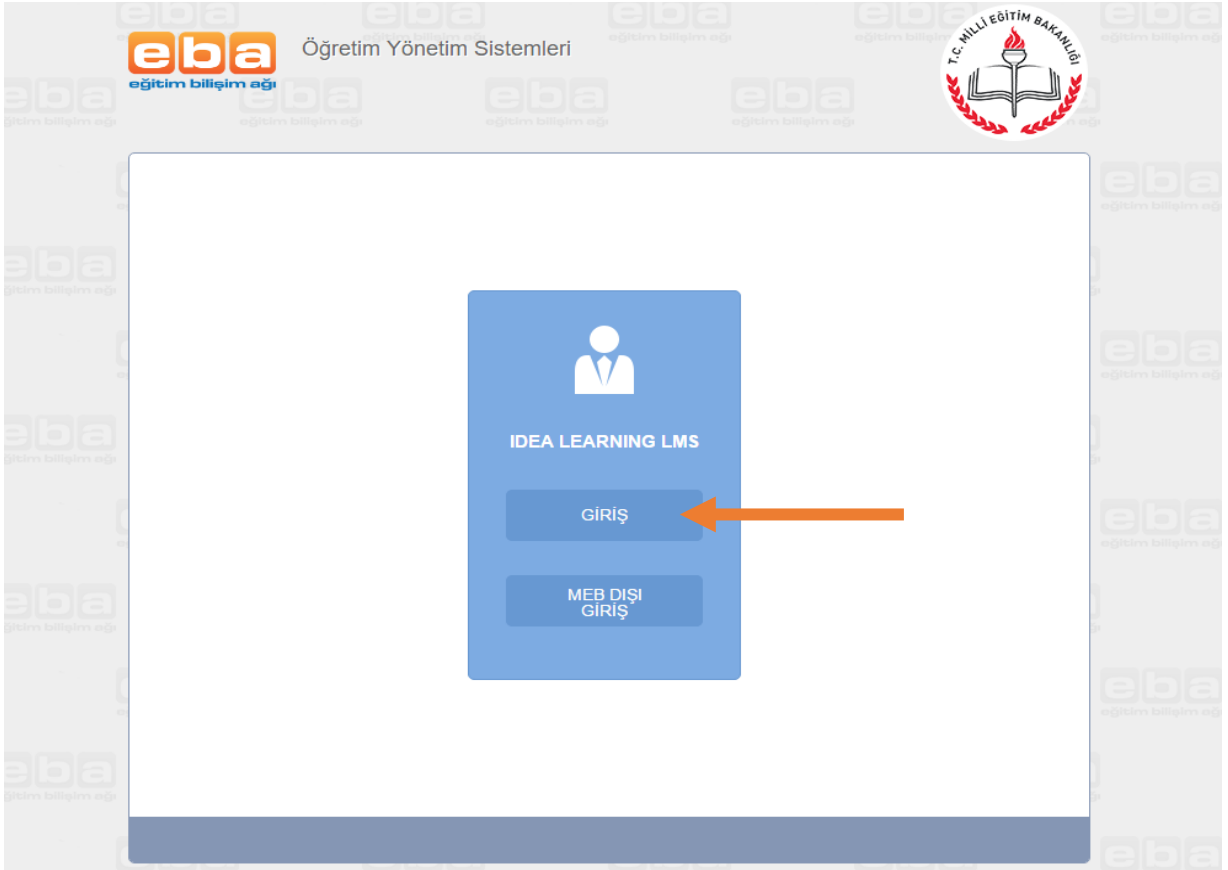 eba
eğitim bilişim ağı
Öğretim Yönetim Sistemleri
T.C. MİLLİ EĞİTİM BAKANLIĞI
IDEA LEARNING LMS
GİRİŞ
MEB DIŞI
GİRİŞ